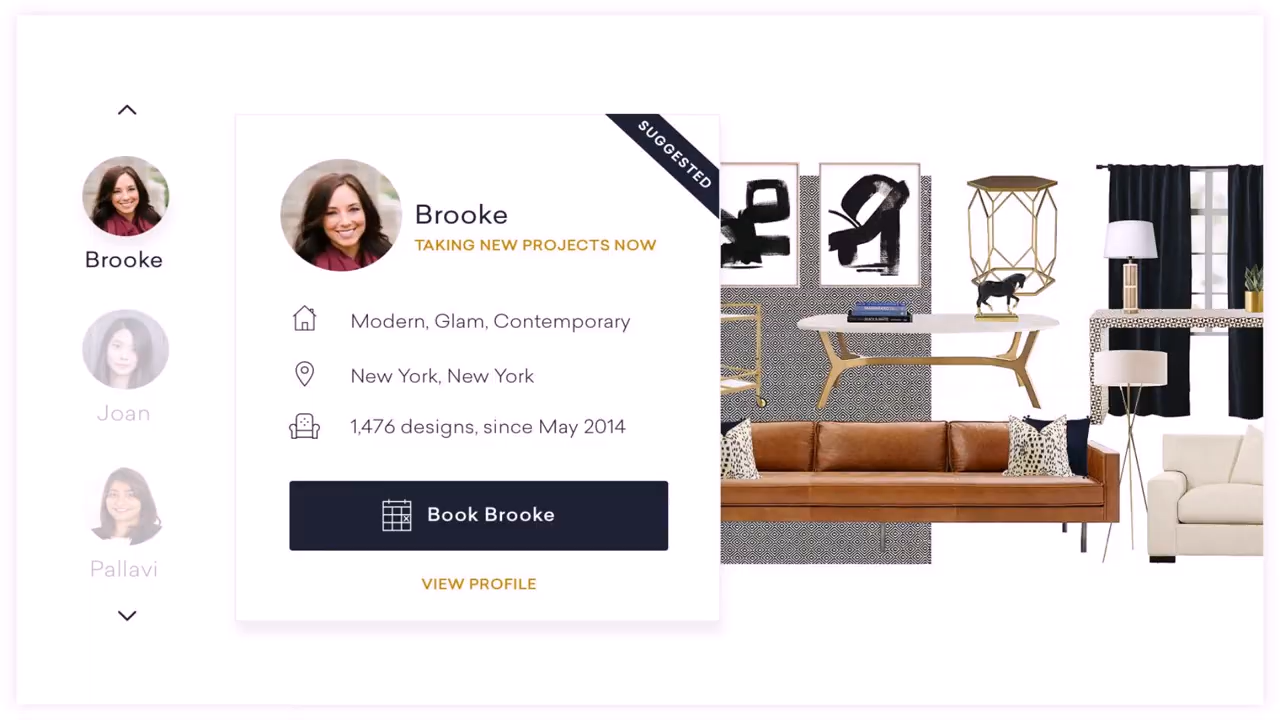 Brooke
Joan
Pallavi
SUGGESTED
Brooke
TAKING NEW PROJECTS NOW
Modern, Glam, Contemporary
New York, New York
1,476 designs, since May 2014
Book Brooke
VIEW PROFILE